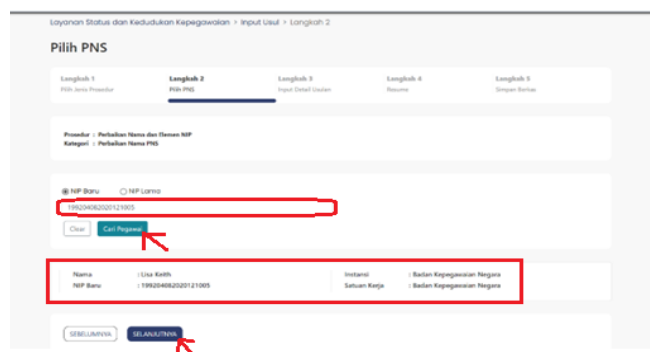 Layanan Status dan Kedudukan Kepegawaian > Input Usul > Langkah 2
Pilih PNS
Langkah 1 Langkah 2 Langkah 3 Langkah 4 Langkah 5
Pilih Jenis Prosedur Pilih PNS Input Detail Usulan Resume Simpan Berkas
Prosedur : Perbaikan Nama dan Elemen NIP
Kategori : Perbaikan Nama PNS
NIP Baru NIP Lama
199204082020121005
Clear Cari Pegawai
Nama : Lisa Keith Instansi : Badan Kepegawaian Negara
NIP Baru : 199204082020121005 Satuan Kerja : Badan Kepegawaian Negara
SEBELUMNYA SELANJUTNYA